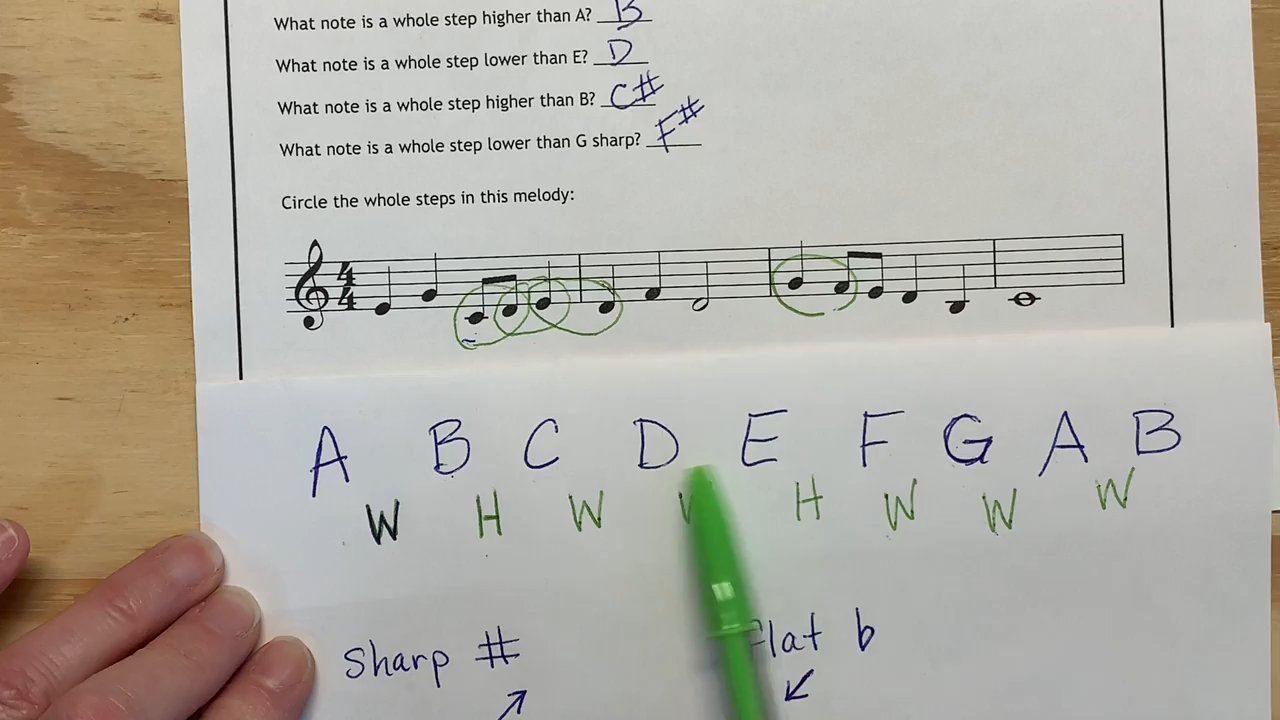 What note is a whole step higher than A? B
What note is a whole step lower than E? D
What note is a whole step higher than B? C#
What note is a whole step lower than G sharp? F#
Circle the whole steps in this melody:
4
4
A B C D E F G A B
W H W W H W W W
Sharp # flat b